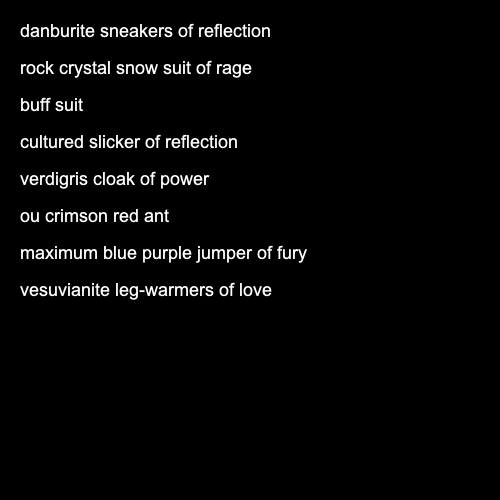 danburite sneakers of reflection
rock crystal snow suit of rage
buff suit
cultured slicker of reflection
verdigris cloak of power
ou crimson red ant
maximum blue purple jumper of fury
vesuvianite leg-warmers of love